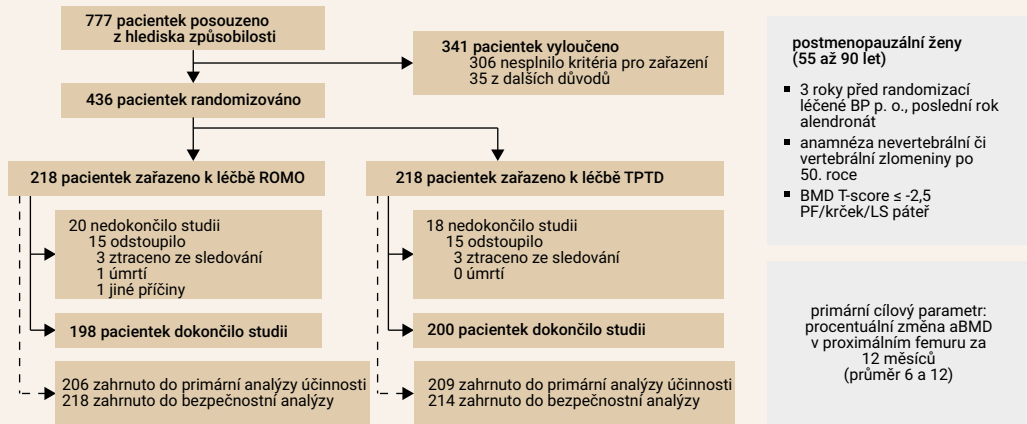 777 pacientek posouzeno
z hlediska způsobilosti
341 pacientek vyloučeno
306 nesplnilo kritéria pro zařazení
35 z dalších důvodů
436 pacientek randomizováno
218 pacientek zařazeno k léčbě ROMO
20 nedokončilo studii
15 odstoupilo
3 ztraceno ze sledování
1 úmrtí
1 jiné příčiny
198 pacientek dokončilo studii
206 zahrnuto do primární analýzy účinnosti
218 zahrnuto do bezpečnostní analýzy
218 pacientek zařazeno k léčbě TPTD
18 nedokončilo studii
15 odstoupilo
3 ztraceno ze sledování
0 úmrtí
200 pacientek dokončilo studii
209 zahrnuto do primární analýzy účinnosti
214 zahrnuto do bezpečnostní analýzy
postmenopauzální ženy
(55 až 90 let)
▪ 3 roky před randomizací
léčené BP p. o., poslední rok
alendronát
▪ anamnéza nevertebrální či
vertebrální zlomeniny po
50. roce
▪ BMD T-score ≤ -2,5
PF/krček/LS páteř
primární cílový parametr:
procentuální změna aBMD
v proximálním femuru za
12 měsíců
(průměr 6 a 12)